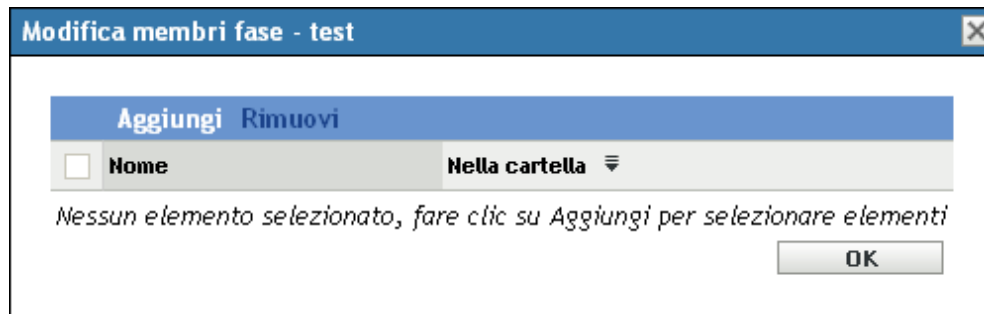 Modifica membri fase - test
Aggiungi Rimuovi
Nome Nella cartella
Nessun elemento selezionato, fare clic su Aggiungi per selezionare elementi
OK